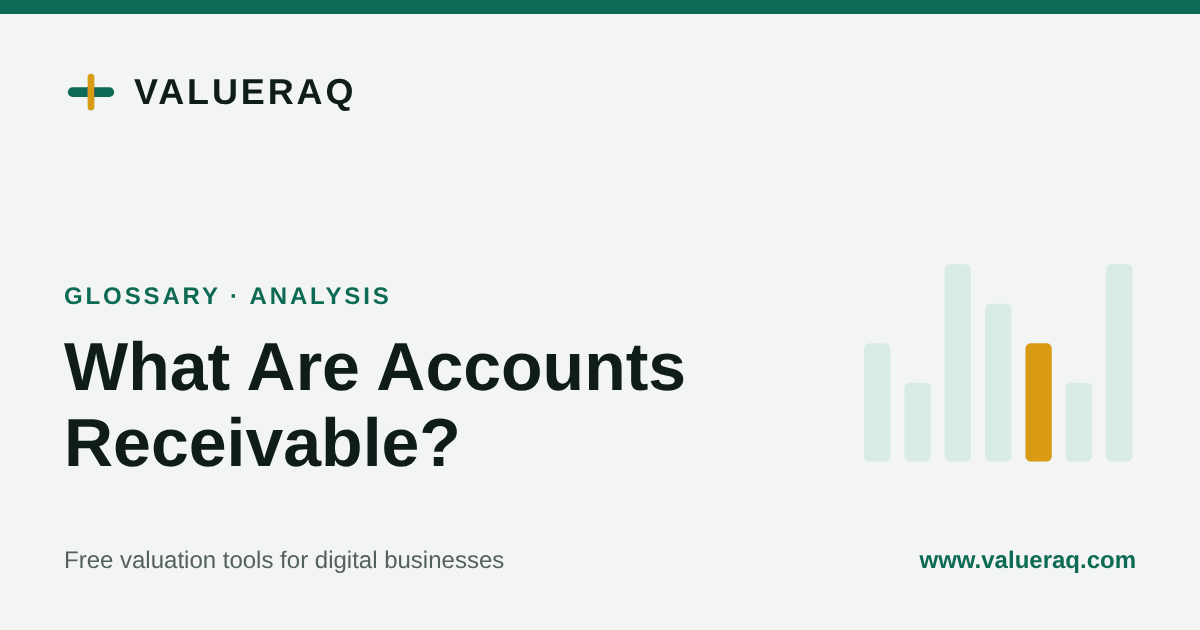 VALUERAQ
GLOSSARY · ANALYSIS
What Are Accounts
Receivable?
Free valuation tools for digital businesses
www.valueraq.com